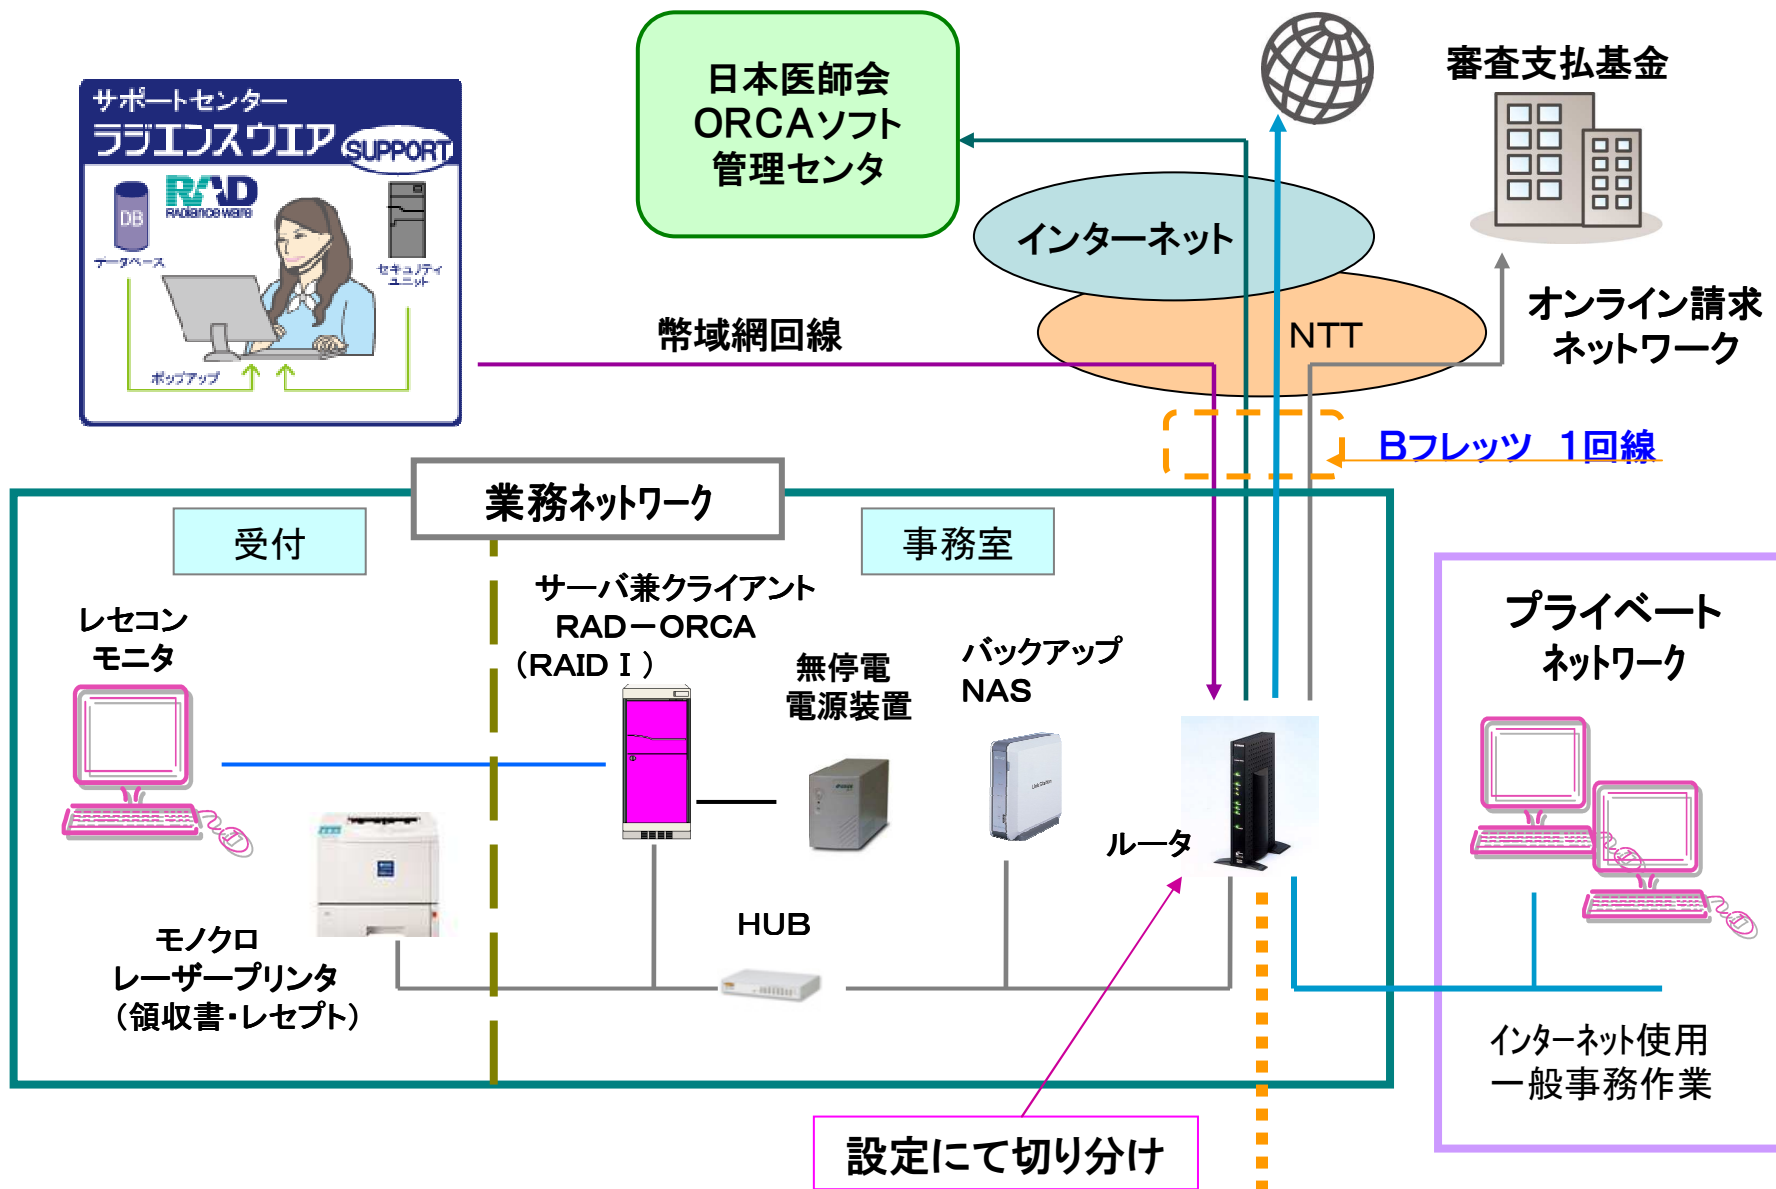 サポートセンター
ラジエンスウエア
SUPPORT
RAD
RADiance ware
DB
データベース
セキュリティ
ユニット
ポップアップ
日本医師会
ORCAソフト
管理センタ
審査支払基金
インターネット
NTT
オンライン請求
ネットワーク
幣域網回線
Bフレッツ 1回線
業務ネットワーク
受付
事務室
レセコン
モニタ
サーバ兼クライアント
RAD－ORCA
(RAID Ⅰ)
無停電
電源装置
バックアップ
NAS
ルータ
HUB
モノクロ
レーザープリンタ
(領収書・レセプト)
プライベート
ネットワーク
インターネット使用
一般事務作業
設定にて切り分け